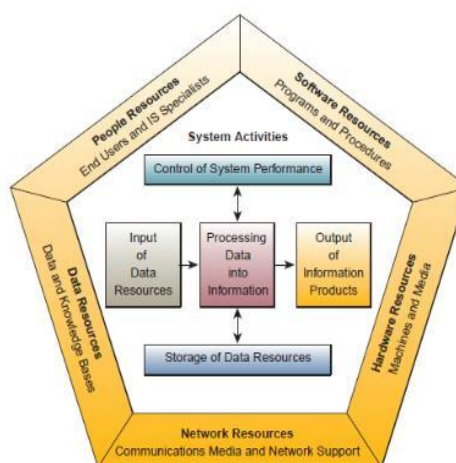 People Resources
End Users and IS Specialists
Software Resources
Programs and Procedures
System Activities
Control of System Performance
Input
of
Data
Resources
Processing
Data
into
Information
Output
of
Information
Products
Storage of Data Resources
Data Resources
Data and Knowledge Bases
Hardware Resources
Machines and Media
Network Resources
Communications Media and Network Support